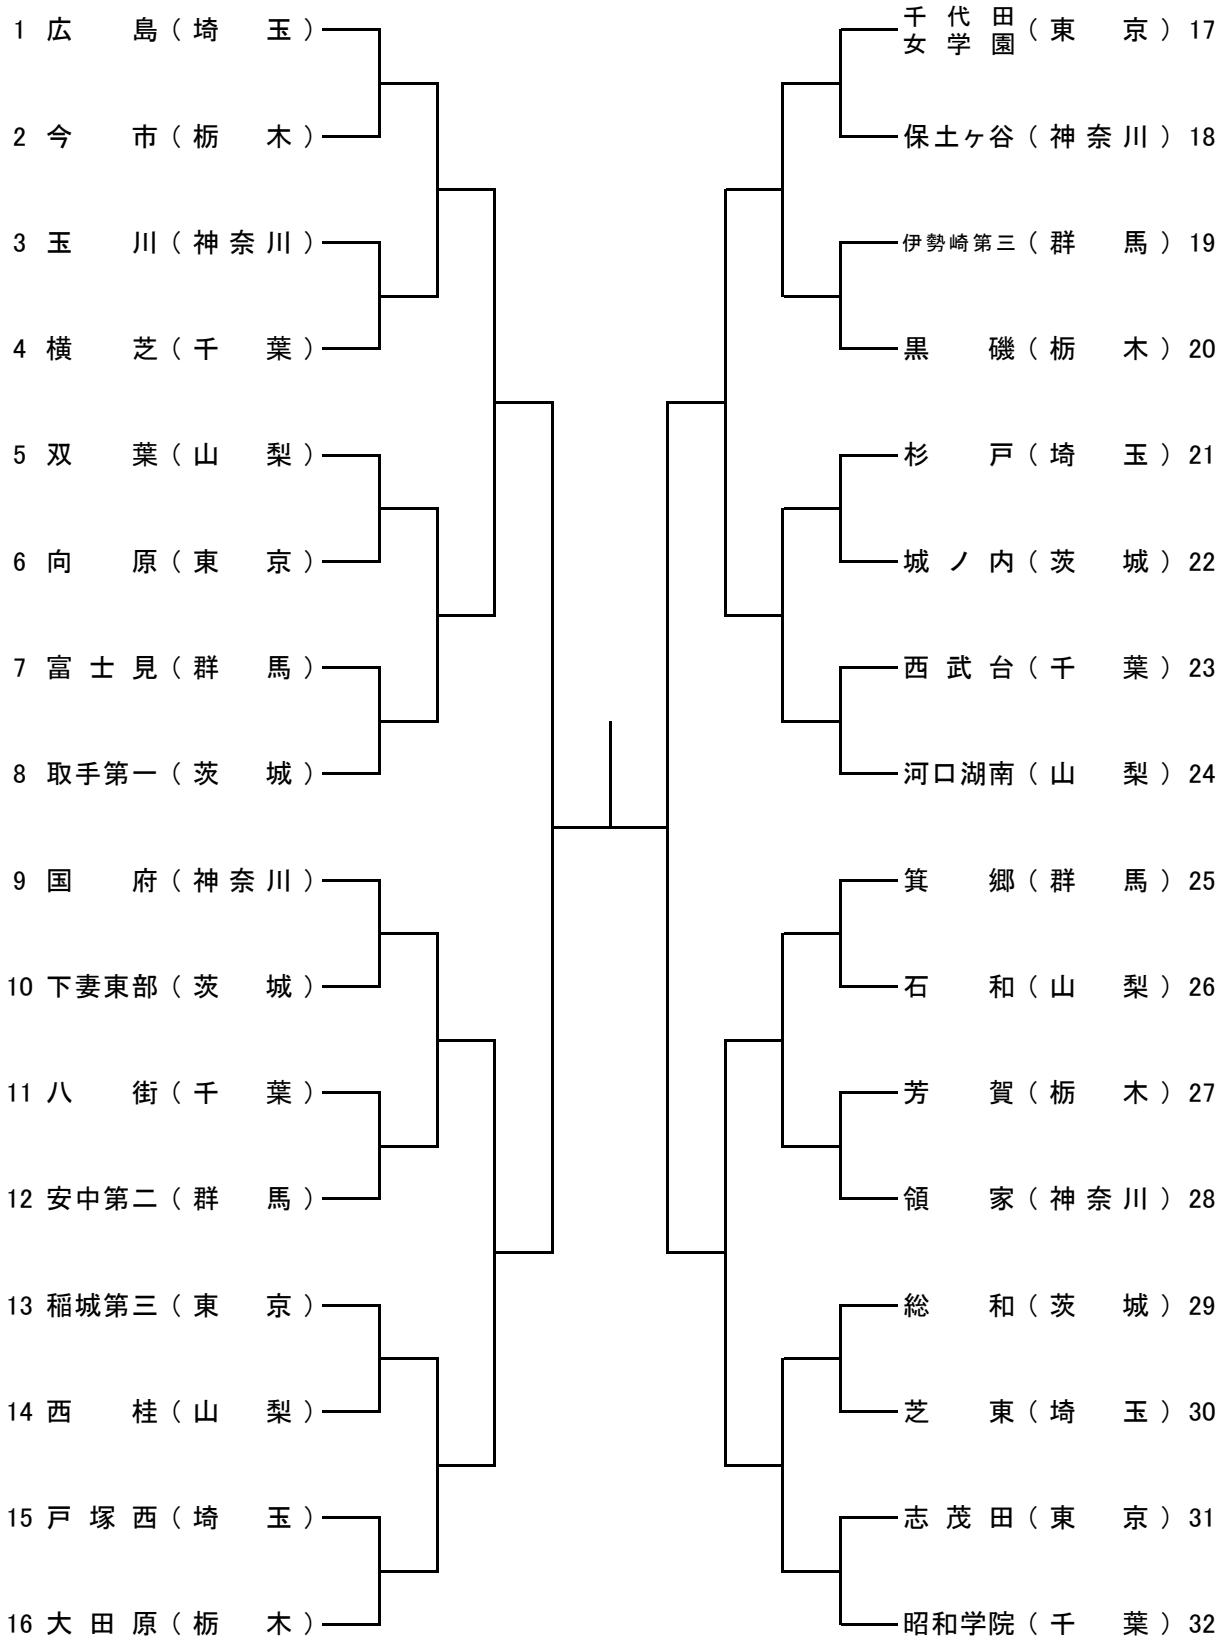 1 広島(埼玉)
2 今市(栃木)
3 玉川(神奈川)
4 横芝(千葉)
5 双葉(山梨)
6 向原(東京)
7 富士見(群馬)
8 取手第一(茨城)
9 国府(神奈川)
10 下妻東部(茨城)
11 八街(千葉)
12 安中第二(群馬)
13 稲城第三(東京)
14 西桂(山梨)
15 戸塚西(埼玉)
16 大田原(栃木)
千代田
女学園(東京)17
保土ヶ谷(神奈川)18
伊勢崎第三(群馬)19
黒磯(栃木)20
杉戸(埼玉)21
城ノ内(茨城)22
西武台(千葉)23
河口湖南(山梨)24
箕郷(群馬)25
石和(山梨)26
芳賀(栃木)27
領家(神奈川)28
総和(茨城)29
芝東(埼玉)30
志茂田(東京)31
昭和学院(千葉)32